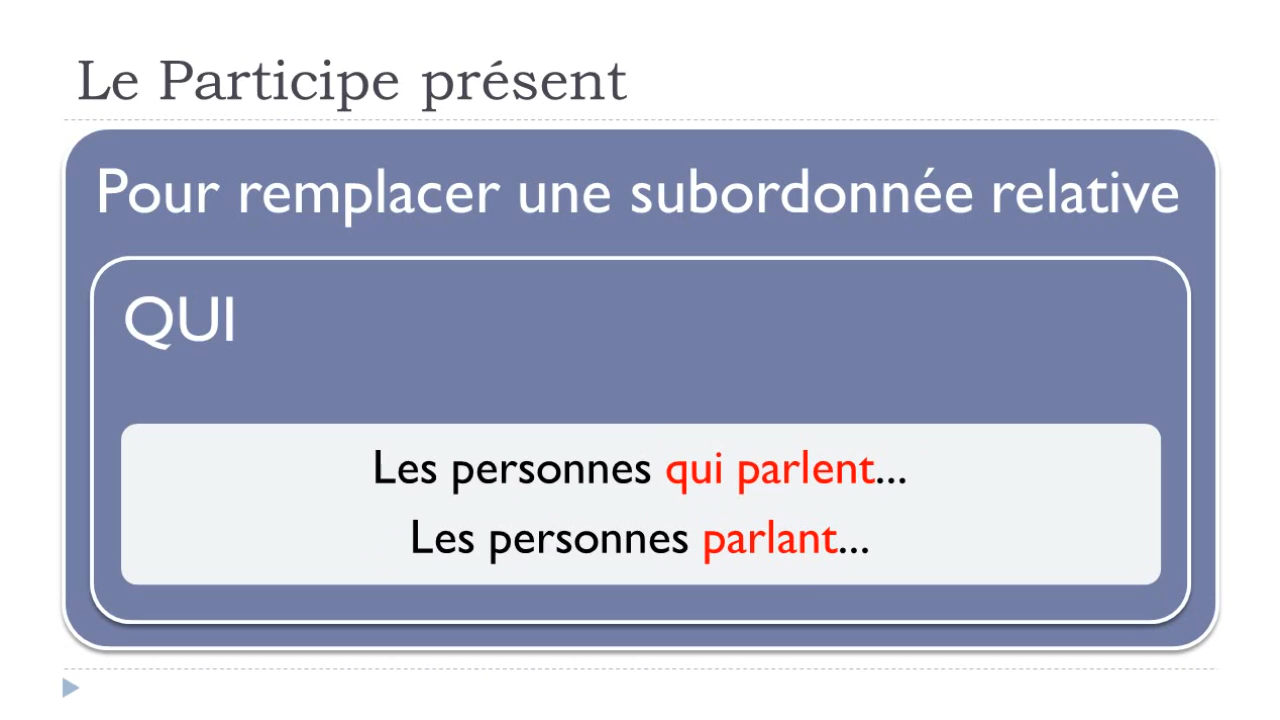 Le Participe présent
Pour remplacer une subordonnée relative
QUI
Les personnes qui parlent...
Les personnes parlant...